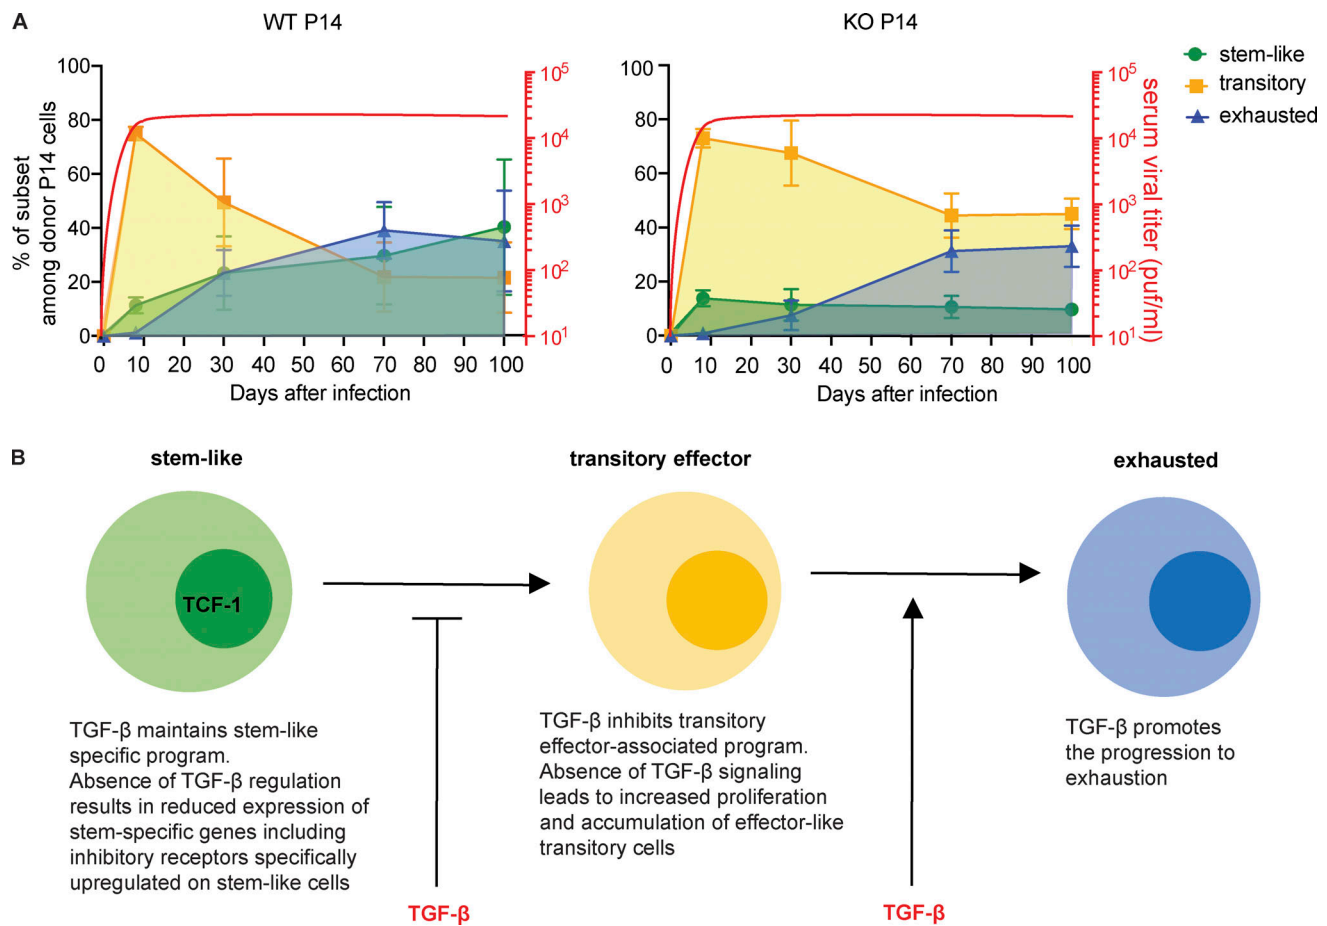 A
WT P14
KO P14
stem-like
transitory
exhausted
% of subset
among donor P14 cells
100
80
60
40
20
0
10⁵
10⁴
10³
10²
10¹
0 10 20 30 40 50 60 70 80 90 100
Days after infection
100
80
60
40
20
0
10⁵
10⁴
10³
10²
10¹
serum viral titer (puf/ml)
0 10 20 30 40 50 60 70 80 90 100
Days after infection
B
stem-like
transitory effector
exhausted
TCF-1
TGF-β maintains stem-like
specific program.
Absence of TGF-β regulation
results in reduced expression of
stem-specific genes including
inhibitory receptors specifically
upregulated on stem-like cells
TGF-β inhibits transitory
effector-associated program.
Absence of TGF-β signaling
leads to increased proliferation
and accumulation of effector-like
transitory cells
TGF-β promotes
the progression to
exhaustion
TGF-β
TGF-β